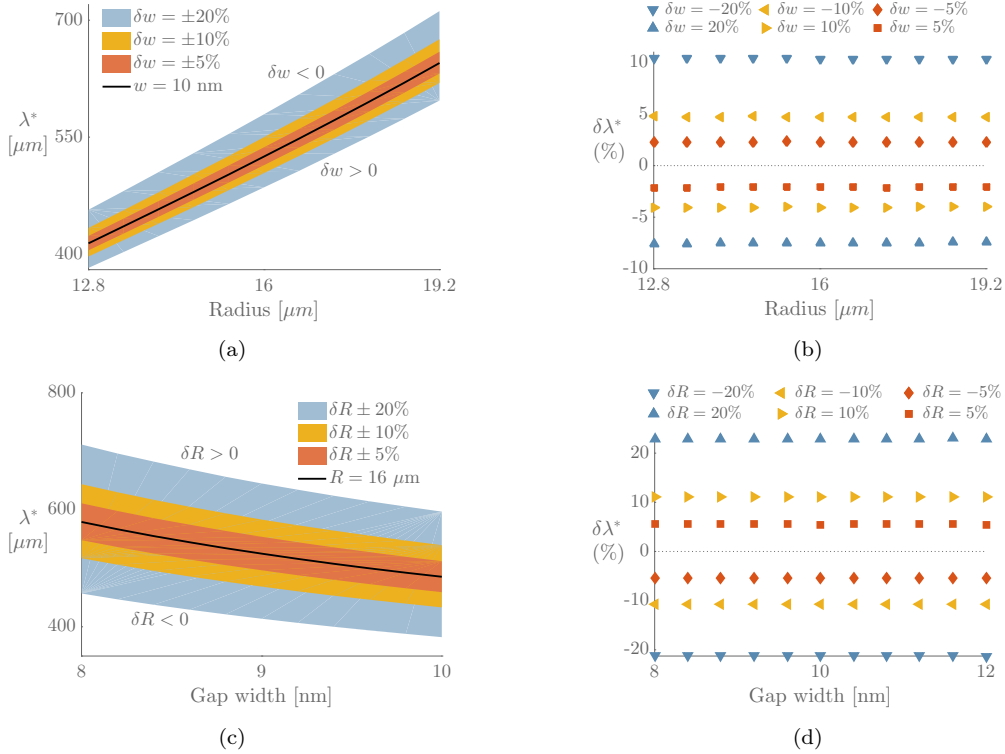 700
550
400
λ*
[μm]
δw = ±20%
δw = ±10%
δw = ±5%
w = 10 nm
δw < 0
δw > 0
12.8 16 19.2
Radius [μm]
(a)
δw = −20% δw = −10% δw = −5%
δw = 20% δw = 10% δw = 5%
10
5
0
-5
-10
δλ*
(%)
12.8 16 19.2
Radius [μm]
(b)
800
600
400
λ*
[μm]
δR ± 20%
δR ± 10%
δR ± 5%
R = 16 μm
δR > 0
δR < 0
8 9 10
Gap width [nm]
(c)
δR = −20% δR = −10% δR = −5%
δR = 20% δR = 10% δR = 5%
20
10
0
-10
-20
δλ*
(%)
8 10 12
Gap width [nm]
(d)